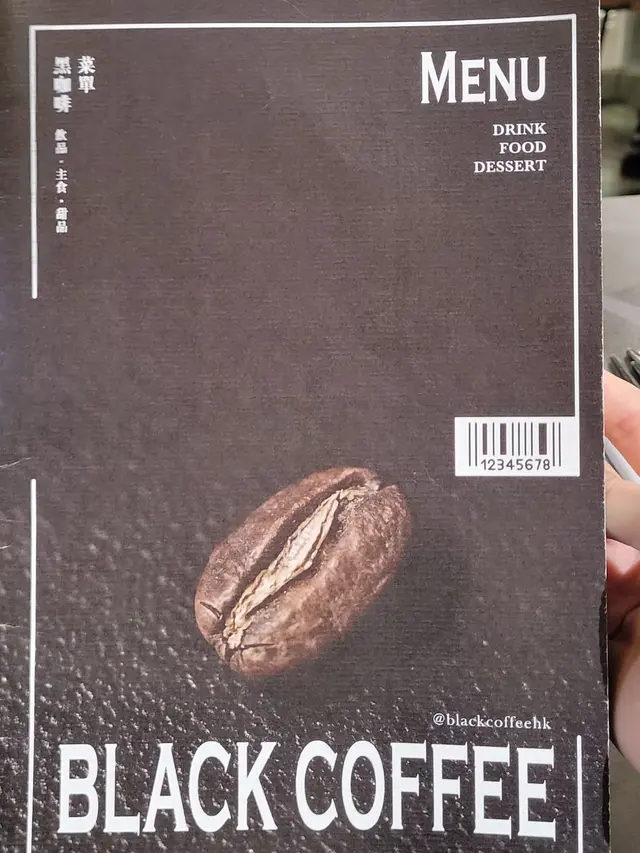 菜單
黑咖啡 飲品·主食·甜品
MENU
DRINK
FOOD
DESSERT
12345678
@blackcoffeehk
BLACK COFFEE